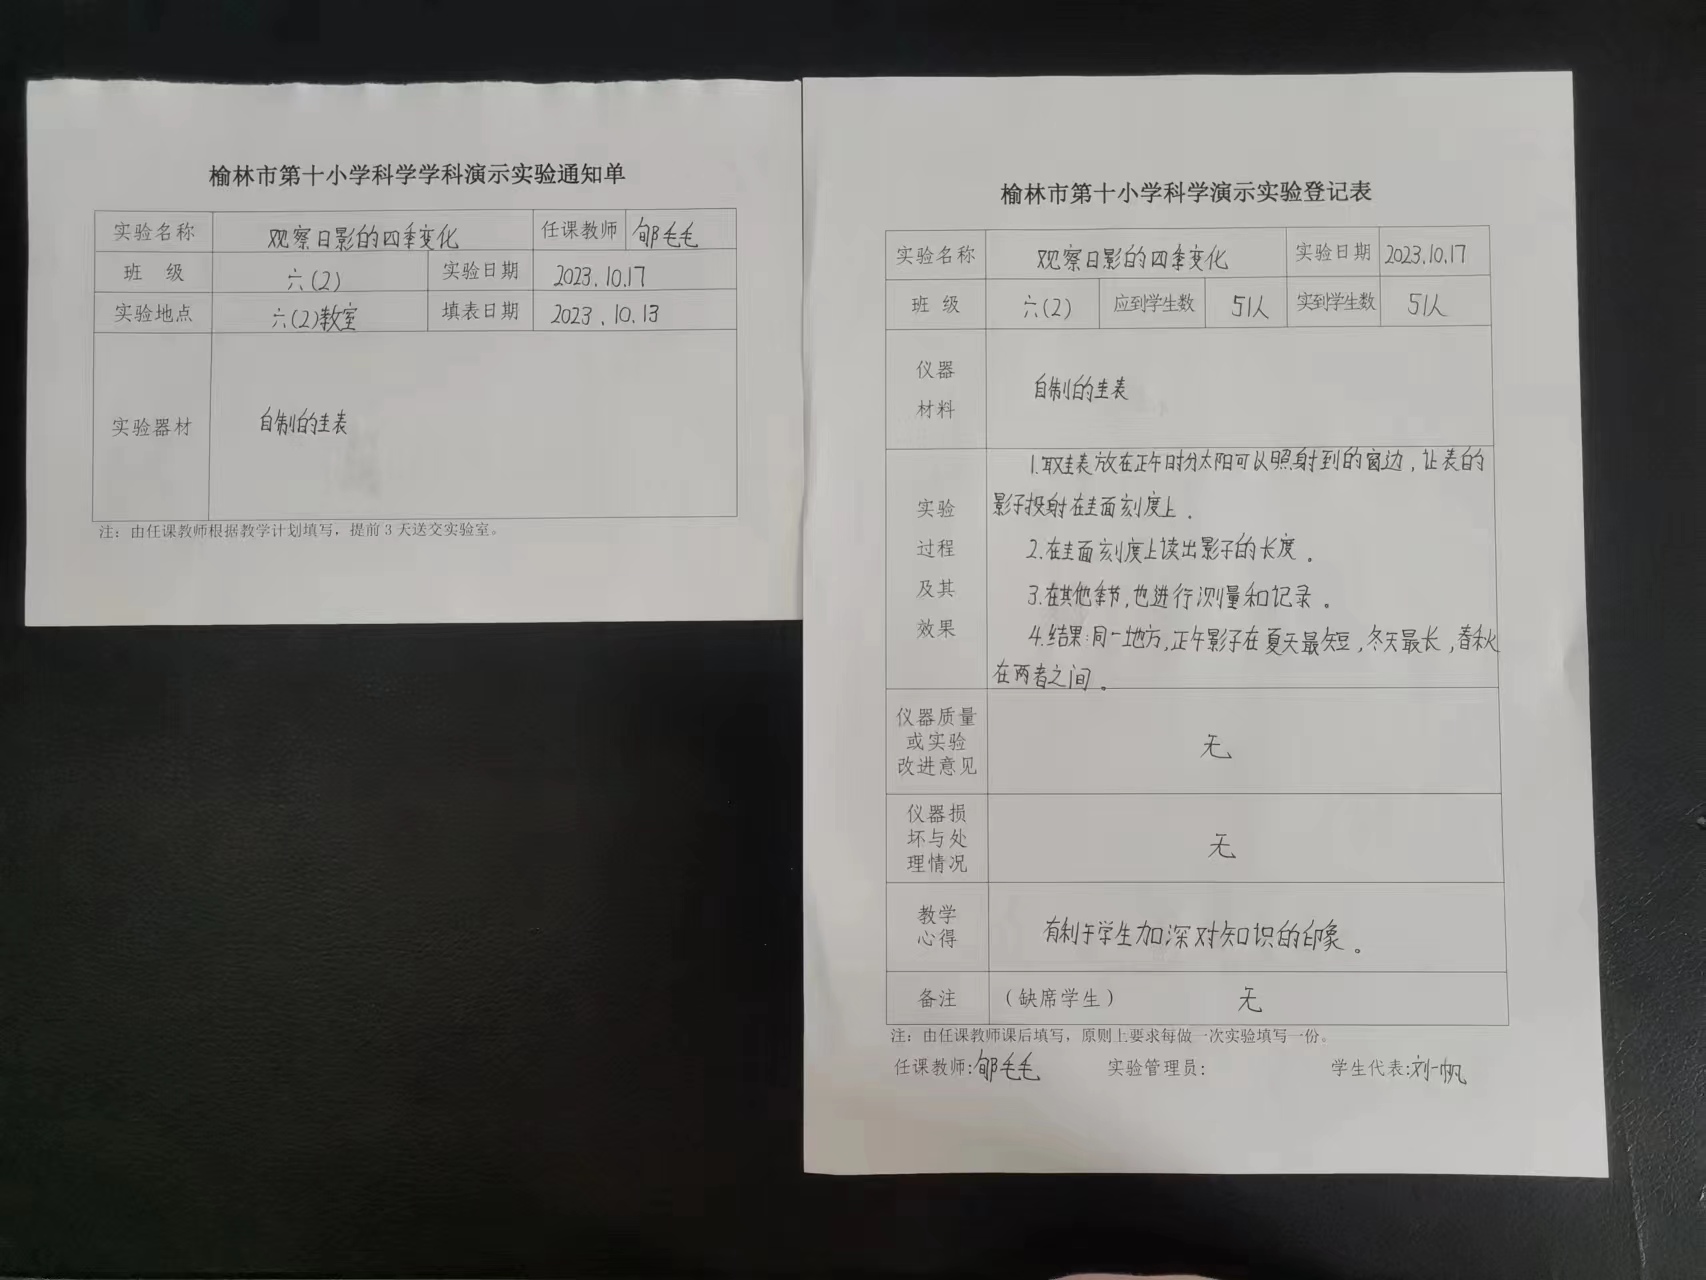 榆林市第十小学科学学科演示实验通知单
实验名称 观察日影的四季变化 任课教师 郇毛毛
班 级 六(2) 实验日期 2023.10.17
实验地点 六(2)教室 填表日期 2023.10.13
实验器材 自制的圭表
注：由任课教师根据教学计划填写，提前3天送交实验室。
榆林市第十小学科学演示实验登记表
实验名称 观察日影的四季变化 实验日期 2023.10.17
班 级 六(2) 应到学生数 51人 实到学生数 51人
仪器
材料
自制的圭表
实验
过程
及其
效果
1.取圭表放在正午时分太阳可以照射到的窗边,让表的
影子投射在圭面刻度上.
2.在圭面刻度上读出影子的长度.
3.在其他季节,也进行测量和记录。
4.结果:同一地方,正午影子在夏天最短,冬天最长,春秋
在两者之间.
仪器质量
或实验
改进意见
无
仪器损
坏与处
理情况
无
教学
心得
有利于学生加深对知识的印象。
备注 （缺席学生） 无
注：由任课教师课后填写，原则上要求每做一次实验填写一份。
任课教师:郇毛毛 实验管理员: 学生代表:刘一帆